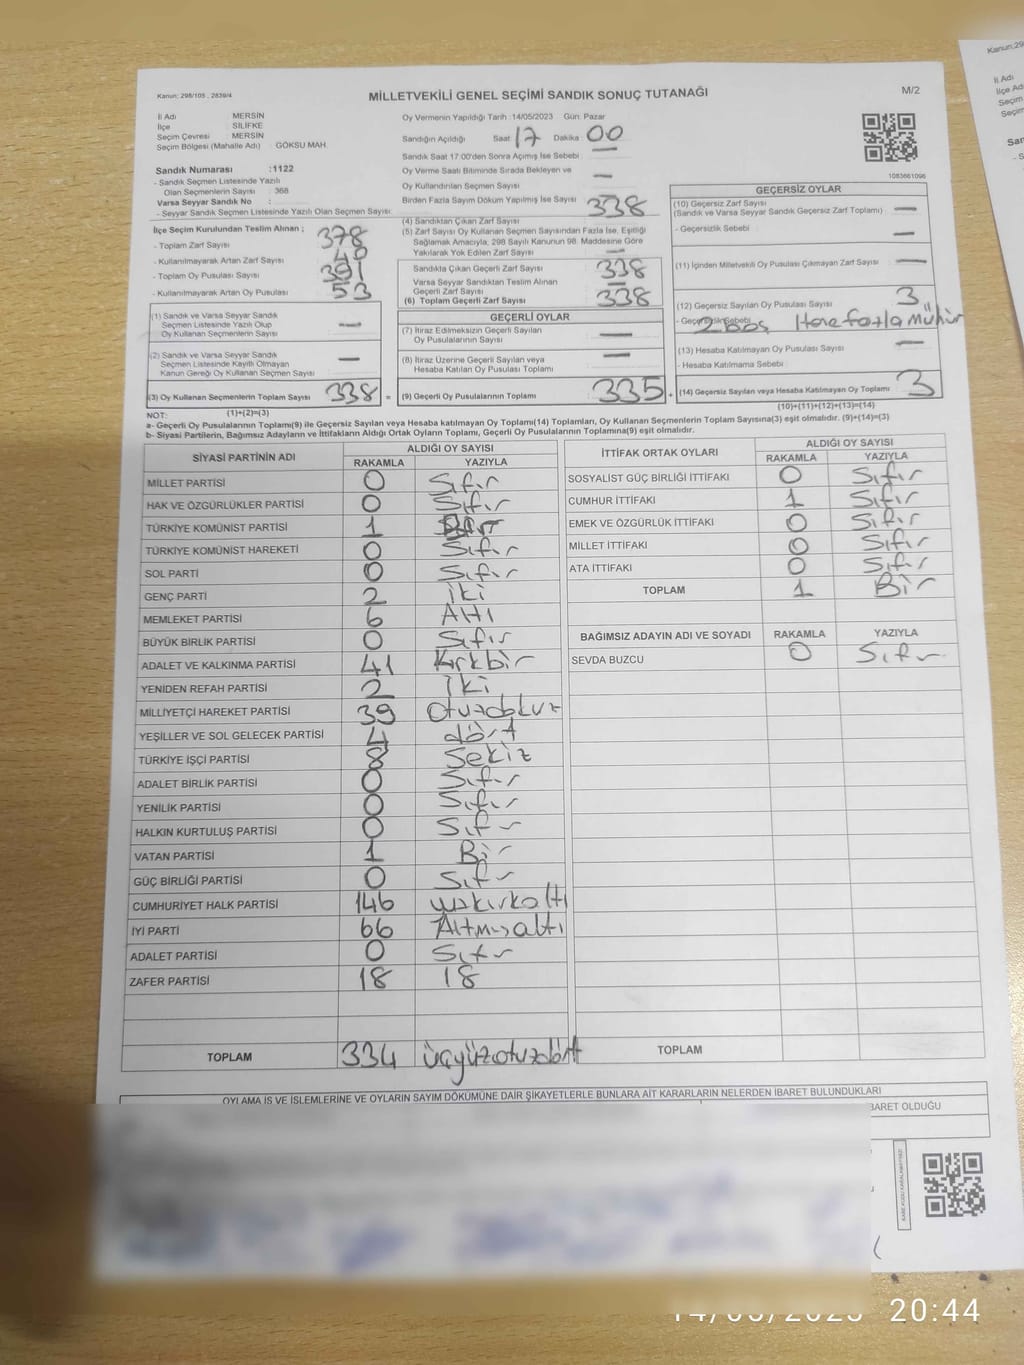 Kanun: 298/105 , 2839/4
MİLLETVEKİLİ GENEL SEÇİMİ SANDIK SONUÇ TUTANAĞI
M/2
İl Adı : MERSİN
İlçe : SİLİFKE
Seçim Çevresi : MERSİN
Seçim Bölgesi (Mahalle Adı) : GÖKSU MAH.
Sandık Numarası :1122
- Sandık Seçmen Listesinde Yazılı
Olan Seçmenlerin Sayısı : 368
Varsa Seyyar Sandık No :
- Seyyar Sandık Seçmen Listesinde Yazılı Olan Seçmen Sayısı:
İlçe Seçim Kurulundan Teslim Alınan ;
- Toplam Zarf Sayısı : 378
- Kullanılmayarak Artan Zarf Sayısı : 40
- Toplam Oy Pusulası Sayısı : 391
- Kullanılmayarak Artan Oy Pusulası : 53
(1) Sandık ve Varsa Seyyar Sandık
Seçmen Listesinde Yazılı Olup
Oy Kullanan Seçmenlerin Sayısı —
(2) Sandık ve Varsa Seyyar Sandık
Seçmen Listesinde Kayıtlı Olmayan
Kanun Gereği Oy Kullanan Seçmen Sayısı —
(3) Oy Kullanan Seçmenlerin Toplam Sayısı 338 =
Oy Vermenin Yapıldığı Tarih :14/05/2023 Gün: Pazar
Sandığın Açıldığı Saat 17 Dakika 00
Sandık Saat 17:00'den Sonra Açılmış İse Sebebi —
Oy Verme Saati Bitiminde Sırada Bekleyen ve
Oy Kullandırılan Seçmen Sayısı —
Birden Fazla Sayım Döküm Yapılmış İse Sayısı
(4) Sandıktan Çıkan Zarf Sayısı 338
(5) Zarf Sayısı Oy Kullanan Seçmen Sayısından Fazla İse, Eşitliği
Sağlamak Amacıyla, 298 Sayılı Kanunun 98. Maddesine Göre
Yakılarak Yok Edilen Zarf Sayısı —
Sandıkta Çıkan Geçerli Zarf Sayısı 338
Varsa Seyyar Sandıktan Teslim Alınan
Geçerli Zarf Sayısı —
(6) Toplam Geçerli Zarf Sayısı 338
GEÇERLİ OYLAR
(7) İtiraz Edilmeksizin Geçerli Sayılan
Oy Pusulalarının Sayısı —
(8) İtiraz Üzerine Geçerli Sayılan veya
Hesaba Katılan Oy Pusulası Toplamı —
(9) Geçerli Oy Pusulalarının Toplamı 335 +
1083661096
GEÇERSİZ OYLAR
(10) Geçersiz Zarf Sayısı
(Sandık ve Varsa Seyyar Sandık Geçersiz Zarf Toplamı) —
- Geçersizlik Sebebi —
(11) İçinden Milletvekili Oy Pusulası Çıkmayan Zarf Sayısı —
(12) Geçersiz Sayılan Oy Pusulası Sayısı 3
- Geçersizlik Sebebi 2 boş 1 tane fazla Mühür
(13) Hesaba Katılmayan Oy Pusulası Sayısı —
- Hesaba Katılmama Sebebi
(14) Geçersiz Sayılan veya Hesaba Katılmayan Oy Toplamı 3
NOT: (1)+(2)=(3) (10)+(11)+(12)+(13)=(14)
a- Geçerli Oy Pusulalarının Toplamı(9) ile Geçersiz Sayılan veya Hesaba katılmayan Oy Toplamı(14) Toplamları, Oy Kullanan Seçmenlerin Toplam Sayısına(3) eşit olmalıdır. (9)+(14)=(3)
b- Siyasi Partilerin, Bağımsız Adayların ve İttifakların Aldığı Ortak Oyların Toplamı, Geçerli Oy Pusulalarının Toplamına(9) eşit olmalıdır.
SİYASİ PARTİNİN ADI ALDIĞI OY SAYISI
RAKAMLA YAZIYLA
MİLLET PARTİSİ 0 Sıfır
HAK VE ÖZGÜRLÜKLER PARTİSİ 0 Sıfır
TÜRKİYE KOMÜNİST PARTİSİ 1
TÜRKİYE KOMÜNİST HAREKETİ 0 Sıfır
SOL PARTİ 0 Sıfır
GENÇ PARTİ 2 İki
MEMLEKET PARTİSİ 6 Altı
BÜYÜK BİRLİK PARTİSİ 0 Sıfır
ADALET VE KALKINMA PARTİSİ 41 Kırkbir
YENİDEN REFAH PARTİSİ 2 İki
MİLLİYETÇİ HAREKET PARTİSİ 39 Otuzdokuz
YEŞİLLER VE SOL GELECEK PARTİSİ 4 dört
TÜRKİYE İŞÇİ PARTİSİ 8 Sekiz
ADALET BİRLİK PARTİSİ 0 Sıfır
YENİLİK PARTİSİ 0 Sıfır
HALKIN KURTULUŞ PARTİSİ 0 Sıfır
VATAN PARTİSİ 1 Bir
GÜÇ BİRLİĞİ PARTİSİ 0 Sıfır
CUMHURİYET HALK PARTİSİ 146
İYİ PARTİ 66 Altmışaltı
ADALET PARTİSİ 0 Sıfır
ZAFER PARTİSİ 18 18
TOPLAM 334 üçyüzotuzdört
İTTİFAK ORTAK OYLARI ALDIĞI OY SAYISI
RAKAMLA YAZIYLA
SOSYALİST GÜÇ BİRLİĞİ İTTİFAKI 0 Sıfır
CUMHUR İTTİFAKI 1 Sıfır
EMEK VE ÖZGÜRLÜK İTTİFAKI 0 Sıfır
MİLLET İTTİFAKI 0 Sıfır
ATA İTTİFAKI 0 Sıfır
TOPLAM 1 Bir
BAĞIMSIZ ADAYIN ADI VE SOYADI RAKAMLA YAZIYLA
SEVDA BUZCU 0 Sıfır
TOPLAM
OYLAMA İŞ VE İŞLEMLERİNE VE OYLARIN SAYIM DÖKÜMÜNE DAİR ŞİKAYETLERLE BUNLARA AİT KARARLARIN NELERDEN İBARET BULUNDUKLARI
BARET OLDUĞU
20:44